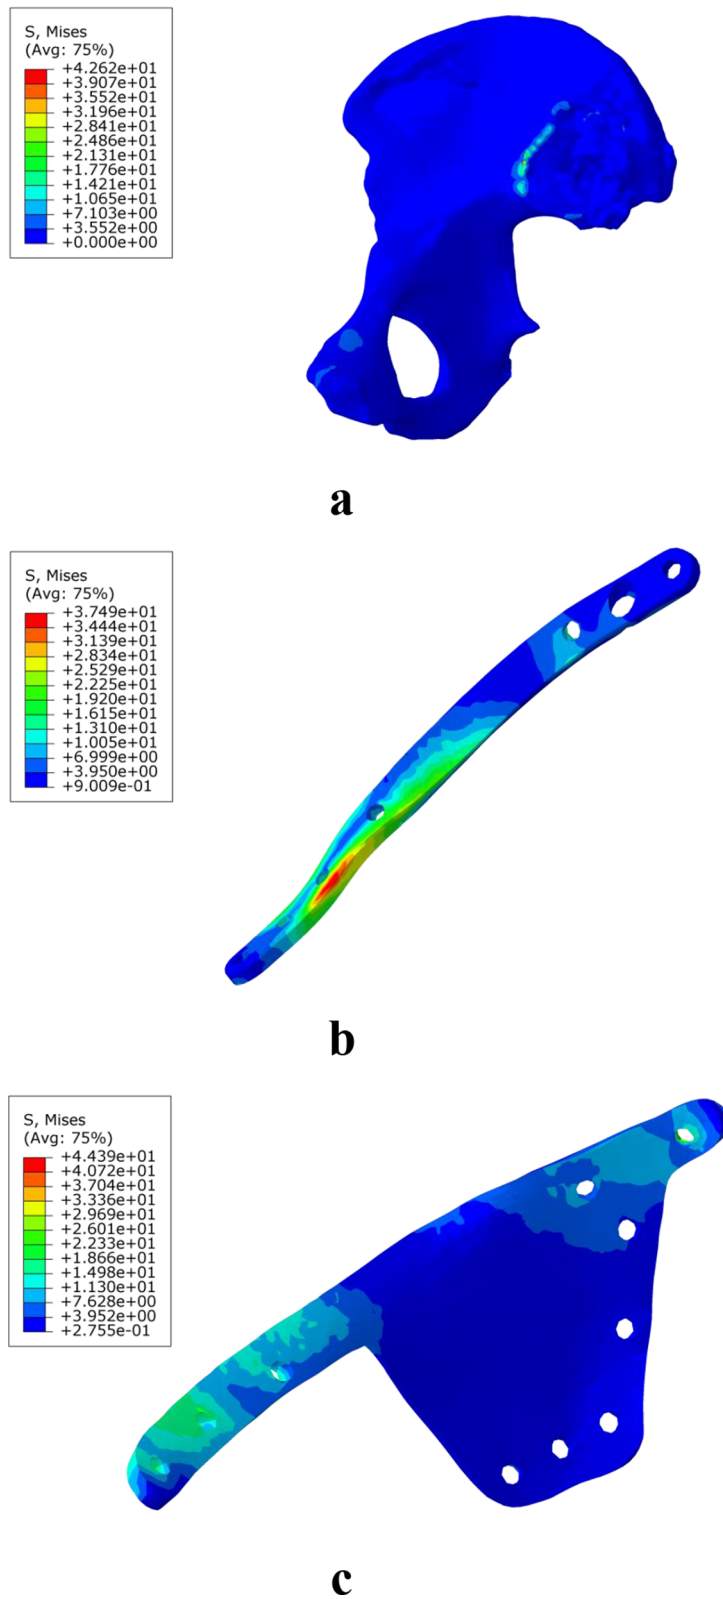 S, Mises
(Avg: 75%)
+4.262e+01
+3.907e+01
+3.552e+01
+3.196e+01
+2.841e+01
+2.486e+01
+2.131e+01
+1.776e+01
+1.421e+01
+1.065e+01
+7.103e+00
+3.552e+00
+0.000e+00
a
S, Mises
(Avg: 75%)
+3.749e+01
+3.444e+01
+3.139e+01
+2.834e+01
+2.529e+01
+2.225e+01
+1.920e+01
+1.615e+01
+1.310e+01
+1.005e+01
+6.999e+00
+3.950e+00
+9.009e-01
b
S, Mises
(Avg: 75%)
+4.439e+01
+4.072e+01
+3.704e+01
+3.336e+01
+2.969e+01
+2.601e+01
+2.233e+01
+1.866e+01
+1.498e+01
+1.130e+01
+7.628e+00
+3.952e+00
+2.755e-01
c